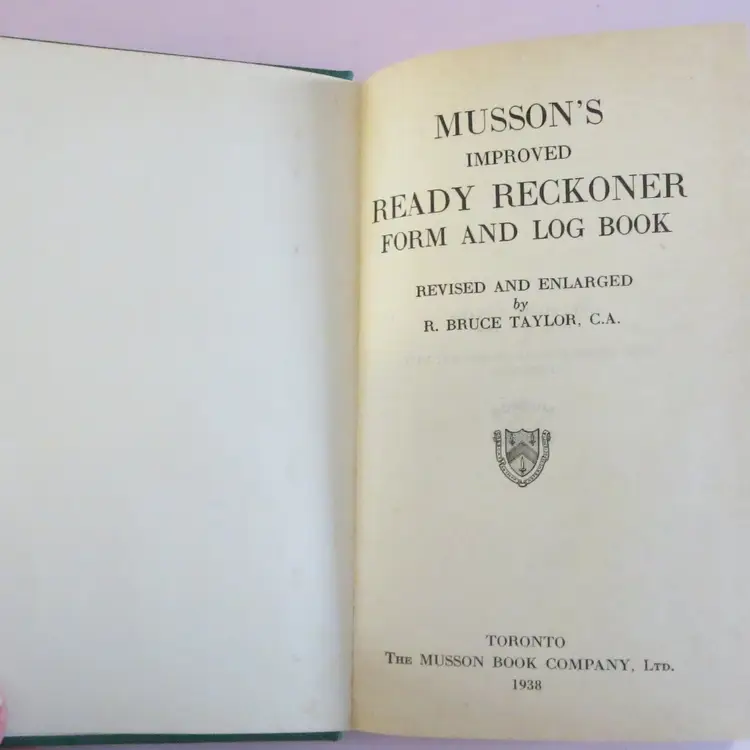 MUSSON'S
IMPROVED
READY RECKONER
FORM AND LOG BOOK
REVISED AND ENLARGED
by
R. BRUCE TAYLOR, C.A.
TORONTO
THE MUSSON BOOK COMPANY, LTD.
1938